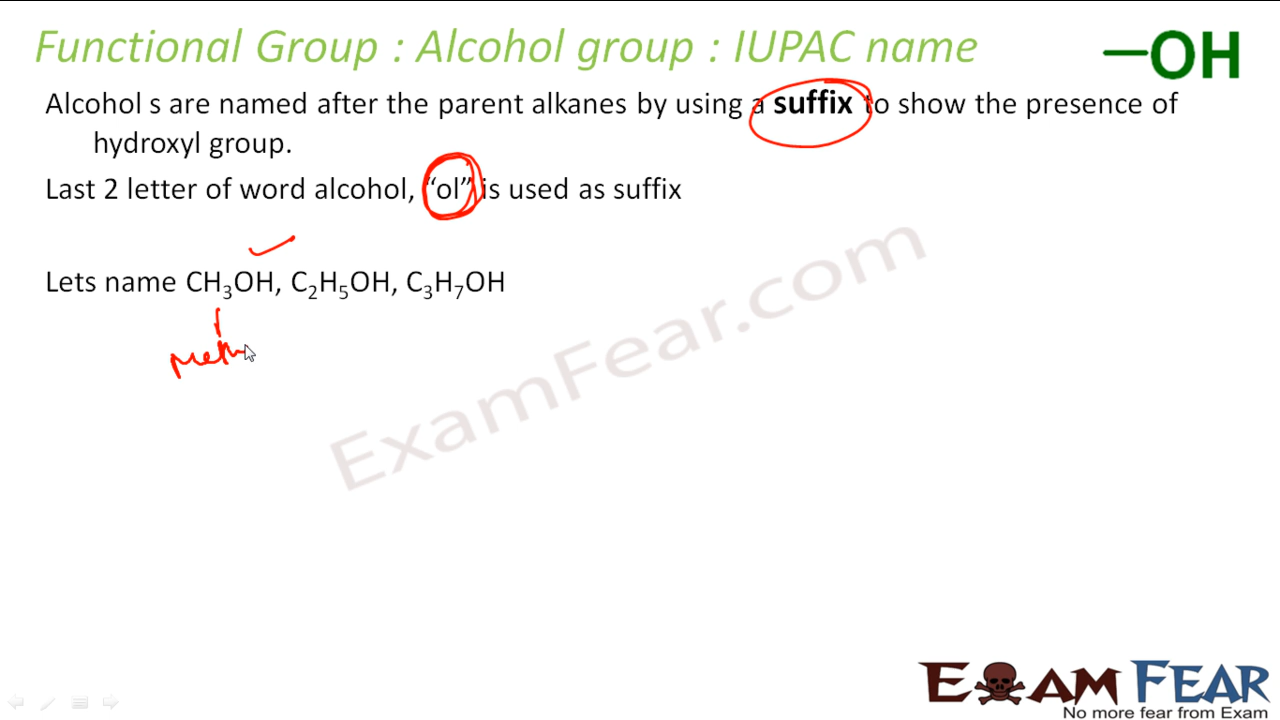 Functional Group : Alcohol group : IUPAC name
—OH
Alcohol s are named after the parent alkanes by using a suffix to show the presence of
hydroxyl group.
Last 2 letter of word alcohol, “ol” is used as suffix
Lets name CH₃OH, C₂H₅OH, C₃H₇OH
Meth
ExamFear.com
EXAM FEAR
No more fear from Exam